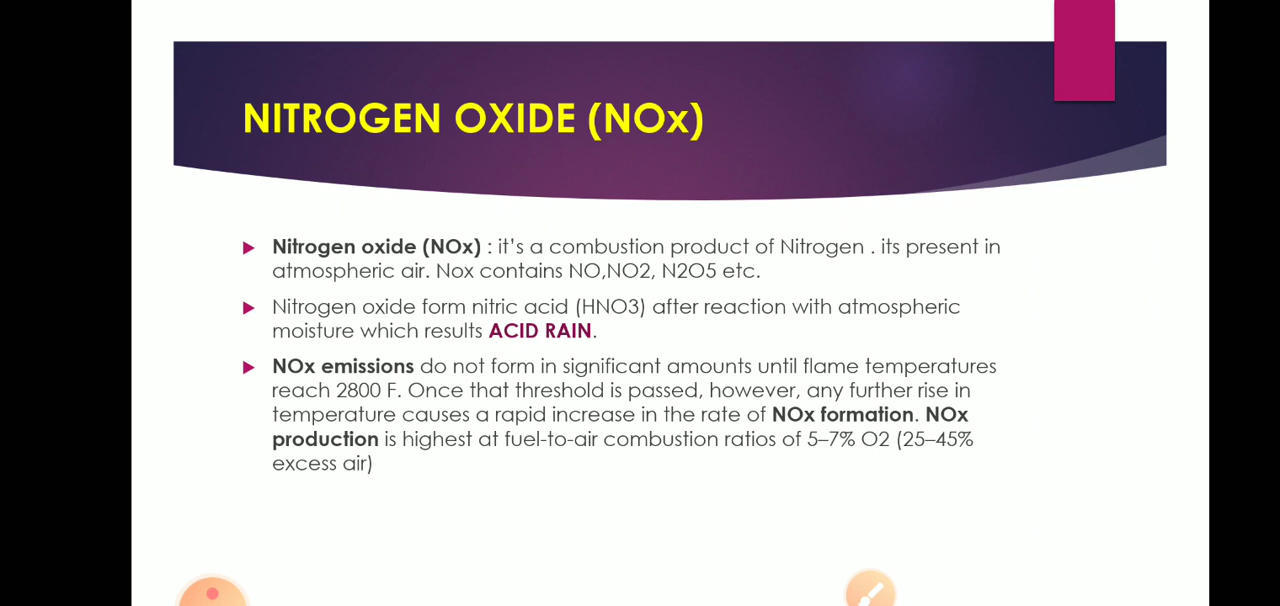 NITROGEN OXIDE (NOx)
Nitrogen oxide (NOx) : it’s a combustion product of Nitrogen . its present in
atmospheric air. Nox contains NO,NO2, N2O5 etc.
Nitrogen oxide form nitric acid (HNO3) after reaction with atmospheric
moisture which results ACID RAIN.
NOx emissions do not form in significant amounts until flame temperatures
reach 2800 F. Once that threshold is passed, however, any further rise in
temperature causes a rapid increase in the rate of NOx formation. NOx
production is highest at fuel-to-air combustion ratios of 5–7% O2 (25–45%
excess air)